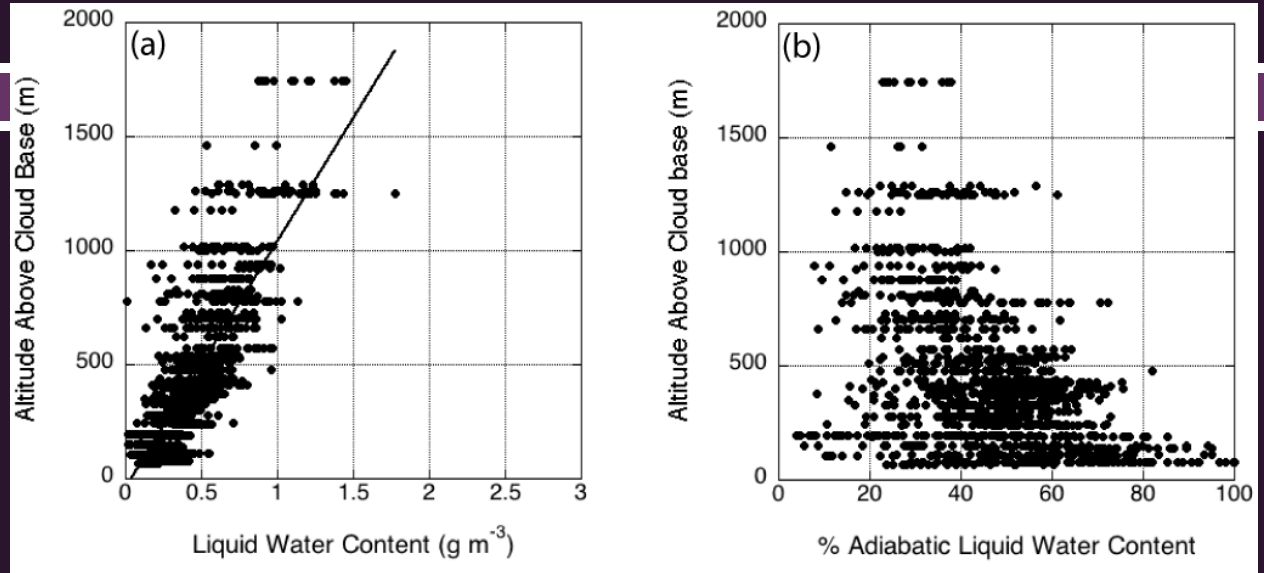 (a)
Altitude Above Cloud Base (m)
2000
1500
1000
500
0
0 0.5 1 1.5 2 2.5 3
Liquid Water Content (g m⁻³)
(b)
Altitude Above Cloud base (m)
2000
1500
1000
500
0
0 20 40 60 80 100
% Adiabatic Liquid Water Content